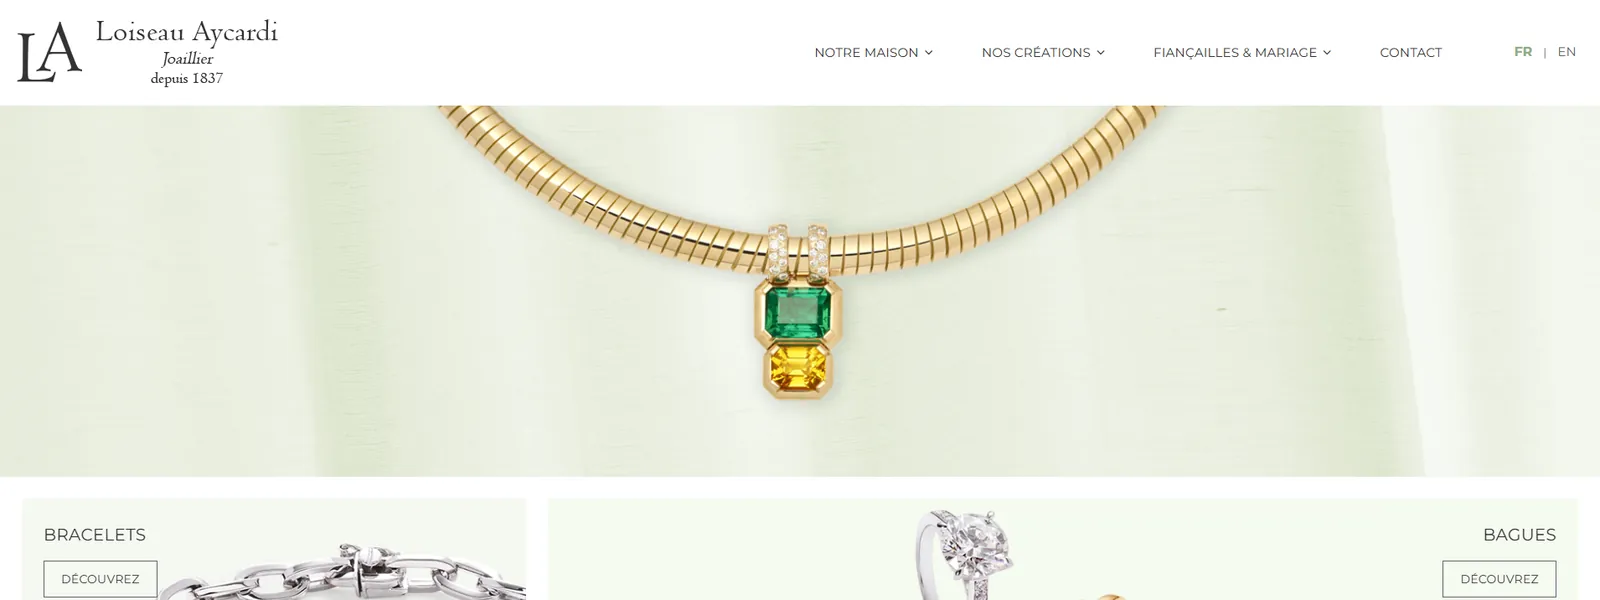 LA
Loiseau Aycardi
Joaillier
depuis 1837
NOTRE MAISON
NOS CRÉATIONS
FIANÇAILLES & MARIAGE
CONTACT
FR | EN
BRACELETS
DÉCOUVREZ
BAGUES
DÉCOUVREZ